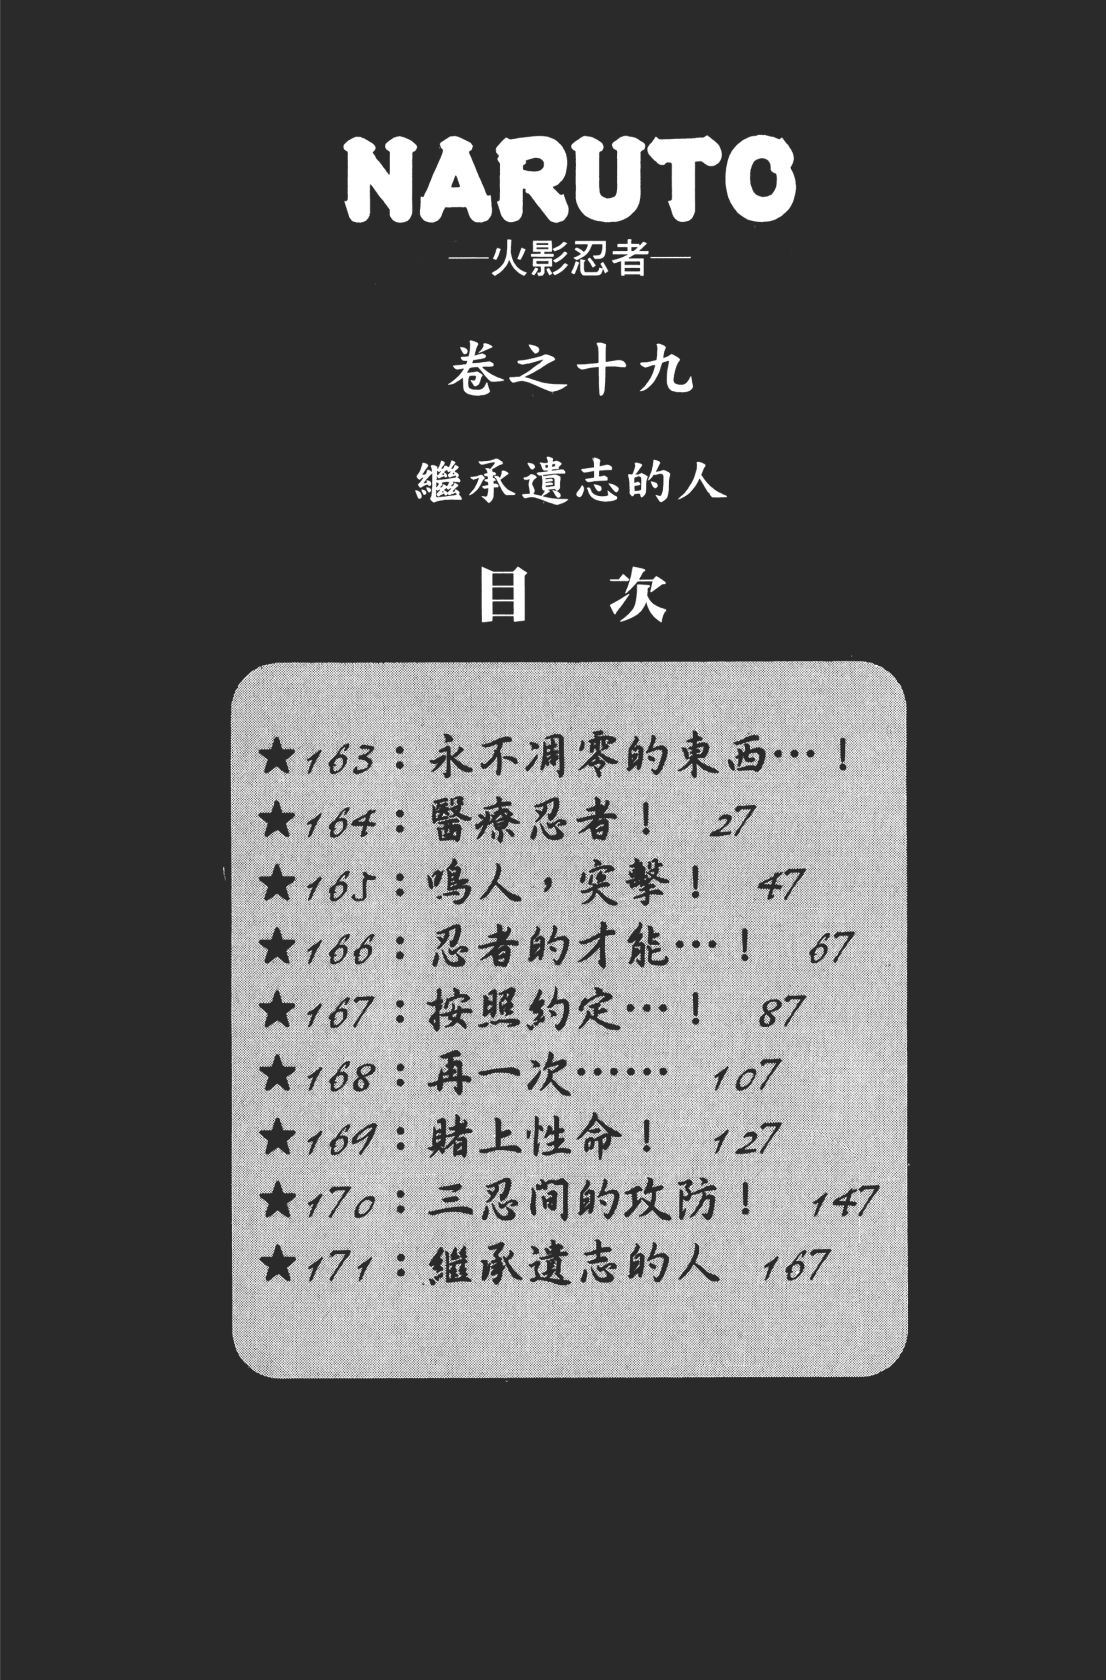 NARUTO
—火影忍者—
卷之十九
繼承遺志的人
目 次
★163：永不凋零的東西…！
★164：醫療忍者！ 27
★165：鳴人，突擊！ 47
★166：忍者的才能…！ 67
★167：按照約定…！ 87
★168：再一次…… 107
★169：賭上性命！ 127
★170：三忍間的攻防！ 147
★171：繼承遺志的人 167